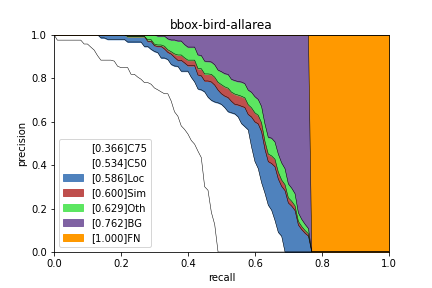 bbox-bird-allarea
1.0
0.8
0.6
0.4
0.2
0.0
precision
[0.366]C75
[0.534]C50
[0.586]Loc
[0.600]Sim
[0.629]Oth
[0.762]BG
[1.000]FN
0.0 0.2 0.4 0.6 0.8 1.0
recall